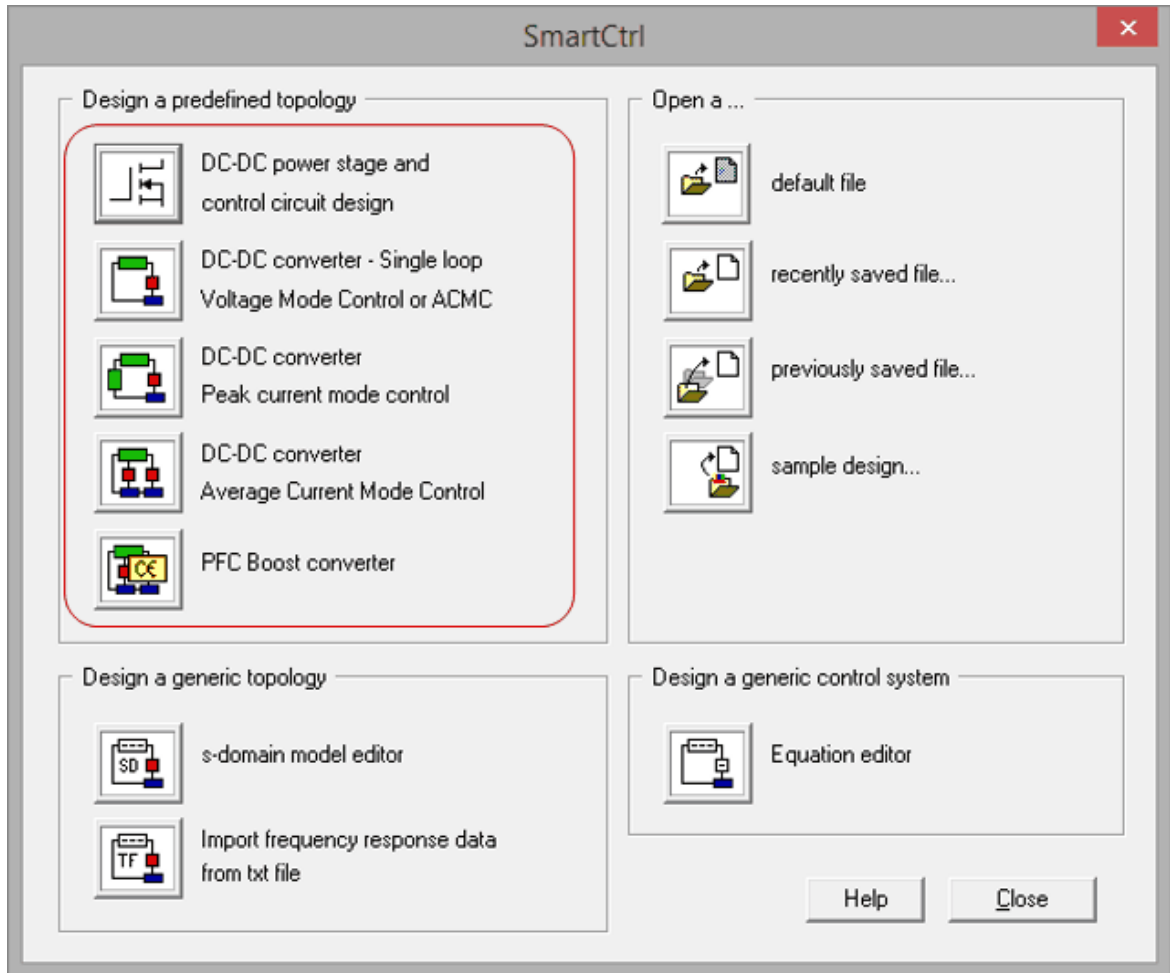 SmartCtrl
Design a predefined topology
DC-DC power stage and
control circuit design
DC-DC converter - Single loop
Voltage Mode Control or ACMC
DC-DC converter
Peak current mode control
DC-DC converter
Average Current Mode Control
CE
PFC Boost converter
Open a ...
default file
recently saved file...
previously saved file...
sample design...
Design a generic topology
SD
s-domain model editor
TF
Import frequency response data
from txt file
Design a generic control system
Equation editor
Help
Close